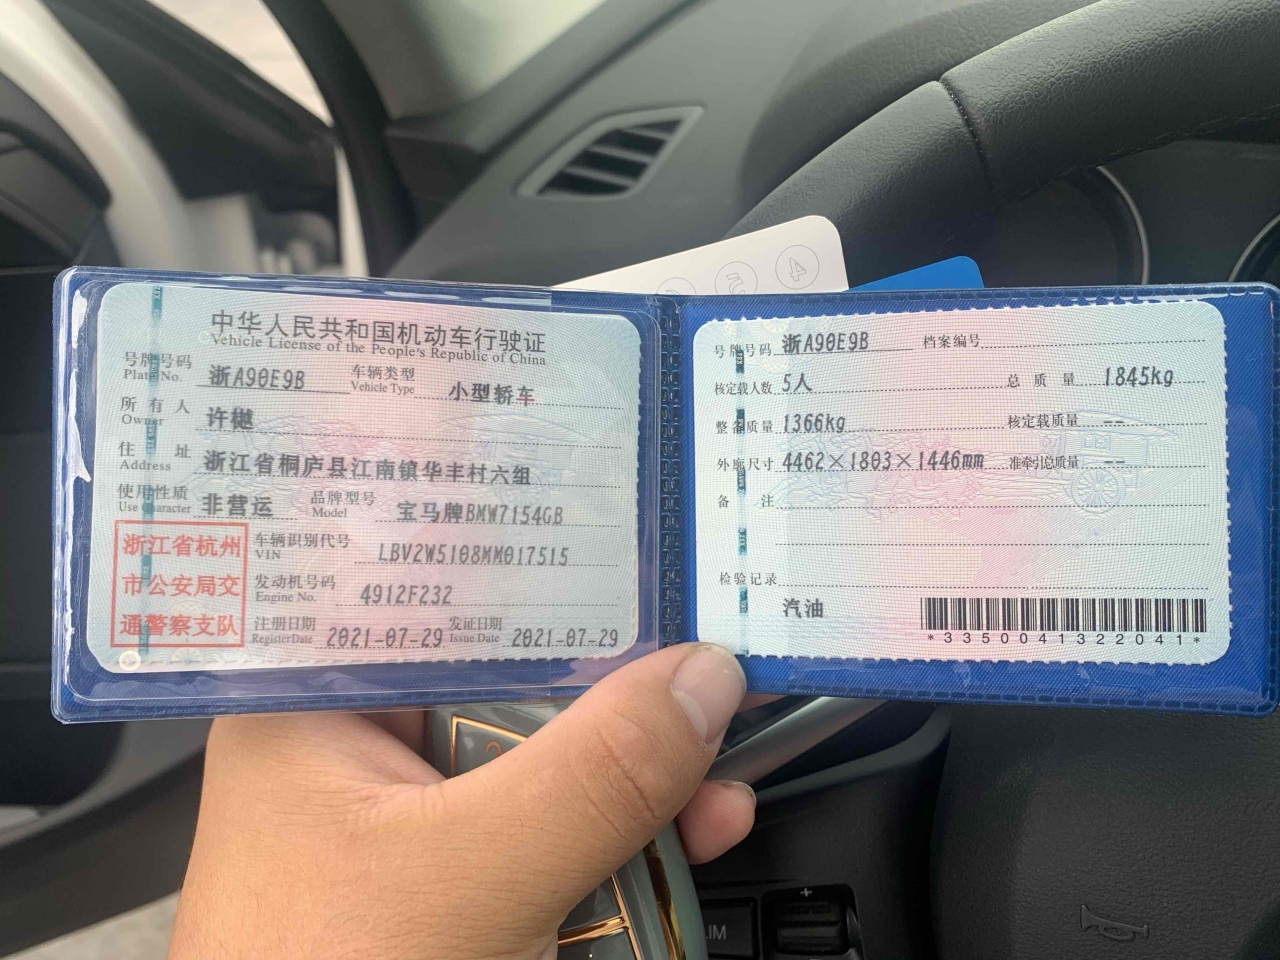 中华人民共和国机动车行驶证
Vehicle License of the People's Republic of China
号牌号码 浙A90E9B 车辆类型 小型轿车
Plate No. Vehicle Type
所有人 许樾
Owner
住址 浙江省桐庐县江南镇华丰村六组
Address
使用性质 非营运 品牌型号 宝马牌BMW7154GB
Use Character Model
浙江省杭州
市公安局交
通警察支队
车辆识别代号 LBV2W5108MM017515
VIN
发动机号码 4912F232
Engine No.
注册日期 2021-07-29 发证日期 2021-07-29
Register Date Issue Date
号牌号码 浙A90E9B 档案编号
核定载人数 5人 总质量 1845kg
整备质量 1366kg 核定载质量 --
外廓尺寸 4462×1803×1446mm 准牵引总质量 --
备注
检验记录
汽油
*3350041322041*
4
5
LIM
+